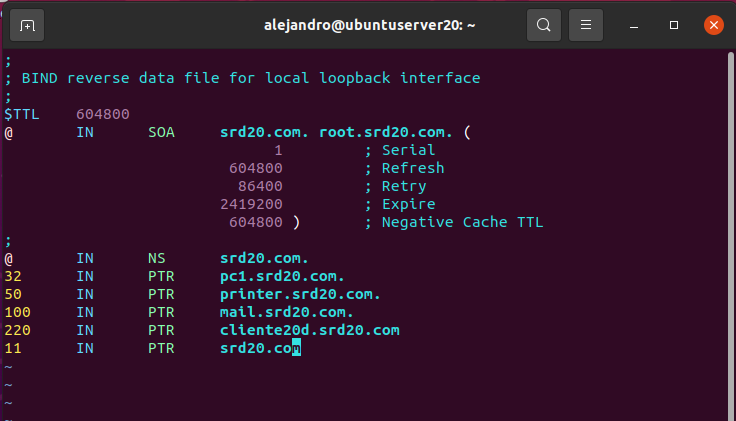 alejandro@ubuntuserver20: ~
;
; BIND reverse data file for local loopback interface
;
$TTL    604800
@       IN      SOA     srd20.com. root.srd20.com. (
                              1         ; Serial
                         604800         ; Refresh
                          86400         ; Retry
                        2419200         ; Expire
                         604800 )       ; Negative Cache TTL
;
@       IN      NS      srd20.com.
32      IN      PTR     pc1.srd20.com.
50      IN      PTR     printer.srd20.com.
100     IN      PTR     mail.srd20.com.
220     IN      PTR     cliente20d.srd20.com
11      IN      PTR     srd20.com
~
~
~
~